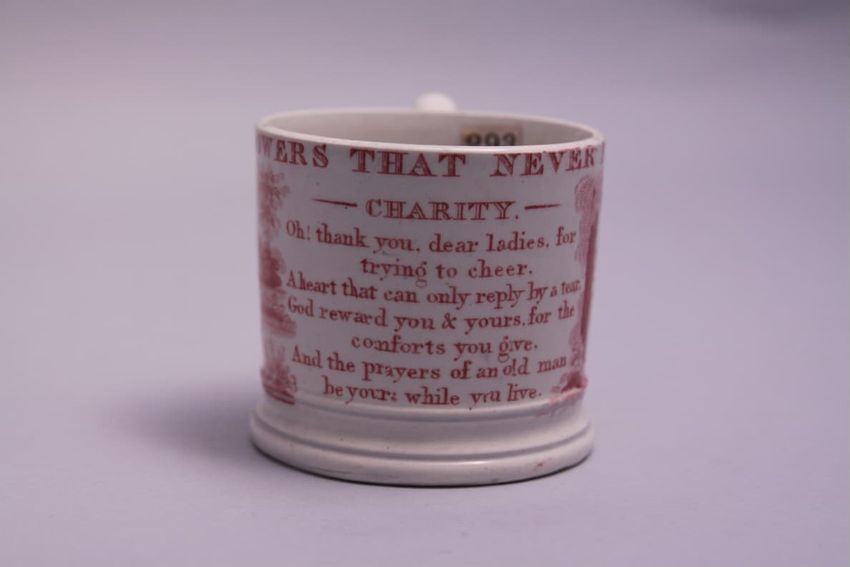 OWERS THAT NEVER
CHARITY.
Oh! thank you, dear ladies, for
trying to cheer.
A heart that can only reply by a tear.
God reward you & yours, for the
comforts you give.
And the prayers of an old man
be yours while you live.